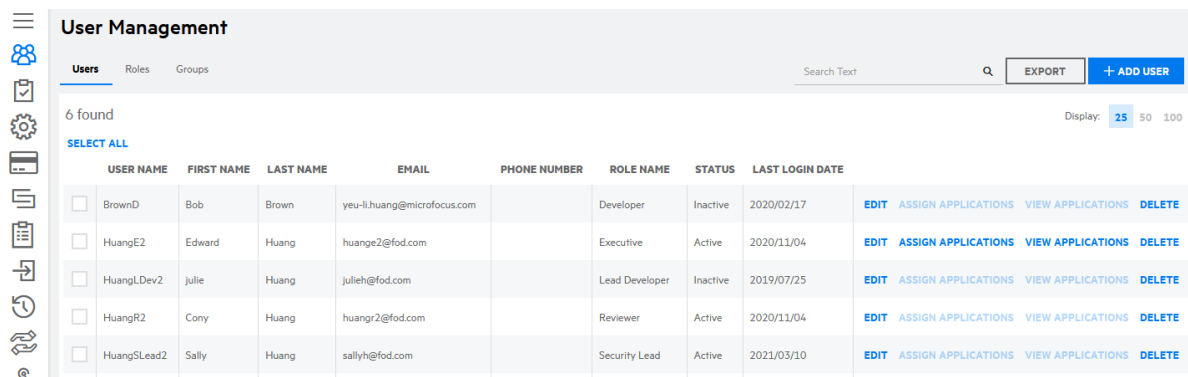 User Management
Users Roles Groups
Search Text EXPORT + ADD USER
6 found
Display: 25 50 100
SELECT ALL
USER NAME FIRST NAME LAST NAME EMAIL PHONE NUMBER ROLE NAME STATUS LAST LOGIN DATE
BrownD Bob Brown yeu-li.huang@microfocus.com Developer Inactive 2020/02/17 EDIT ASSIGN APPLICATIONS VIEW APPLICATIONS DELETE
HuangE2 Edward Huang huange2@fod.com Executive Active 2020/11/04 EDIT ASSIGN APPLICATIONS VIEW APPLICATIONS DELETE
HuangLDev2 julie Huang julieh@fod.com Lead Developer Inactive 2019/07/25 EDIT ASSIGN APPLICATIONS VIEW APPLICATIONS DELETE
HuangR2 Cony Huang huangr2@fod.com Reviewer Active 2020/11/04 EDIT ASSIGN APPLICATIONS VIEW APPLICATIONS DELETE
HuangSLead2 Sally Huang sallyh@fod.com Security Lead Active 2021/03/10 EDIT ASSIGN APPLICATIONS VIEW APPLICATIONS DELETE